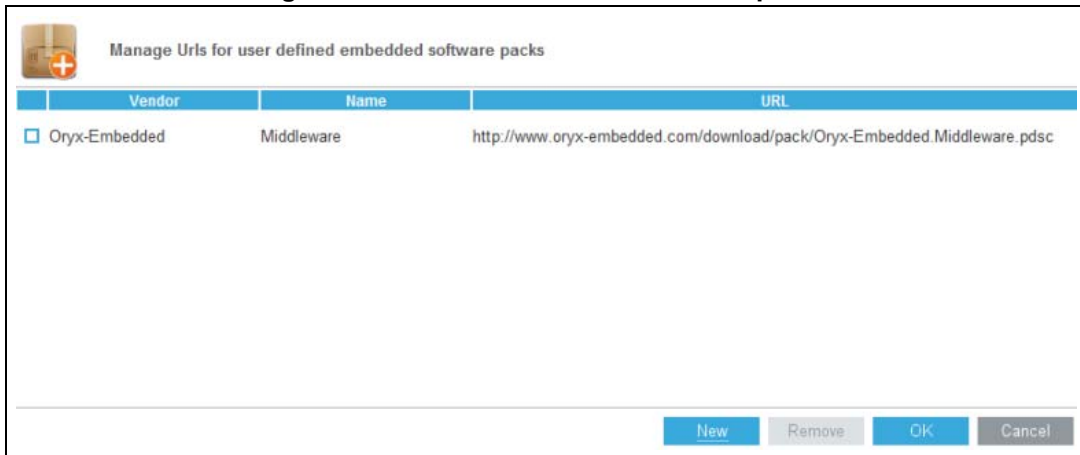 Manage Urls for user defined embedded software packs
Vendor Name URL
Oryx-Embedded Middleware http://www.oryx-embedded.com/download/pack/Oryx-Embedded.Middleware.pdsc
New Remove OK Cancel